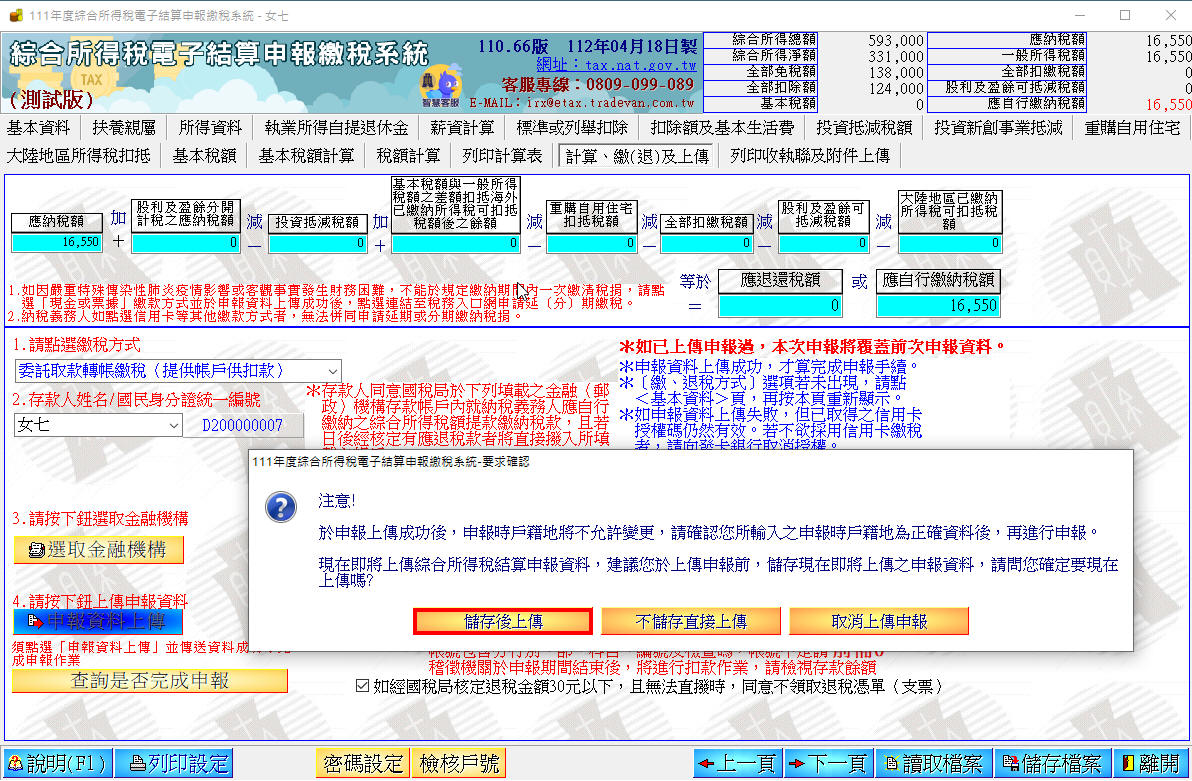 111年度綜合所得稅電子結算申報繳稅系統 - 女七
綜合所得稅電子結算申報繳稅系統
TAX
(測試版)
110.66版 112年04月18日製
網址：tax.nat.gov.tw
客服專線：0809-099-089
E-MAIL：irx@etax.tradevan.com.tw
智慧客服
綜合所得總額 593,000 應納稅額 16,550
綜合所得淨額 331,000 一般所得稅額 16,550
全部免稅額 138,000 全部扣繳稅額 0
全部扣除額 124,000 股利及盈餘可抵減稅額 0
基本稅額 0 應自行繳納稅額 16,550
基本資料 扶養親屬 所得資料 執業所得自提退休金 薪資計算 標準或列舉扣除 扣除額及基本生活費 投資抵減稅額 投資新創事業抵減 重購自用住宅
大陸地區所得稅扣抵 基本稅額 基本稅額計算 稅額計算 列印計算表 計算、繳(退)及上傳 列印收執聯及附件上傳
應納稅額
16,550
加
＋
股利及盈餘分開
計稅之應納稅額
0
減
－
投資抵減稅額
0
加
＋
基本稅額與一般所得
稅額之差額扣抵海外
已繳納所得稅可扣抵
稅額後之餘額
0
減
－
重購自用住宅
扣抵稅額
0
減
－
全部扣繳稅額
0
減
－
股利及盈餘可
抵減稅額
0
減
－
大陸地區已繳納
所得稅可扣抵稅
額
0
1.如因嚴重特殊傳染性肺炎疫情影響或客觀事實發生財務困難，不能於規定繳納期間內一次繳清稅捐，請點
選「現金或票據」繳款方式並於申報資料上傳成功後，點選連結至稅務入口網申請延（分）期繳稅。
2.納稅義務人如點選信用卡等其他繳款方式者，無法併同申請延期或分期繳納稅捐。
等於
＝
應退還稅額
0
或
應自行繳納稅額
16,550
1.請點選繳稅方式
委託取款轉帳繳稅（提供帳戶供扣款）
2.存款人姓名/國民身分證統一編號
女七 D200000007
＊存款人同意國稅局於下列填載之金融（郵
政）機構存款帳戶內就納稅義務人應自行
繳納之綜合所得稅額提款繳納稅款，且若
日後經核定有應退稅款者將直接撥入所填
＊如已上傳申報過，本次申報將覆蓋前次申報資料。
＊申報資料上傳成功，才算完成申報手續。
＊〔繳、退稅方式〕選項若未出現，請點
＜基本資料＞頁，再按本頁重新顯示。
＊如申報資料上傳失敗，但已取得之信用卡
授權碼仍然有效。若不欲採用信用卡繳稅
者，請向發卡銀行取消授權。
111年度綜合所得稅電子結算申報繳稅系統-要求確認
注意!
於申報上傳成功後，申報時戶籍地將不允許變更，請確認您所輸入之申報時戶籍地為正確資料後，再進行申報。
現在即將上傳綜合所得稅結算申報資料，建議您於上傳申報前，儲存現在即將上傳之申報資料，請問您確定要現在
上傳嗎?
儲存後上傳 不儲存直接上傳 取消上傳申報
3.請按下鈕選取金融機構
選取金融機構
4.請按下鈕上傳申報資料
申報資料上傳
須點選「申報資料上傳」並傳送資料成
成申報作業
查詢是否完成申報
稽徵機關於申報期間結束後，將進行扣款作業，請檢視存款餘額
如經國稅局核定退稅金額30元以下，且無法直撥時，同意不領取退稅憑單（支票）
說明(F1) 列印設定 密碼設定 檢核戶號 上一頁 下一頁 讀取檔案 儲存檔案 離開